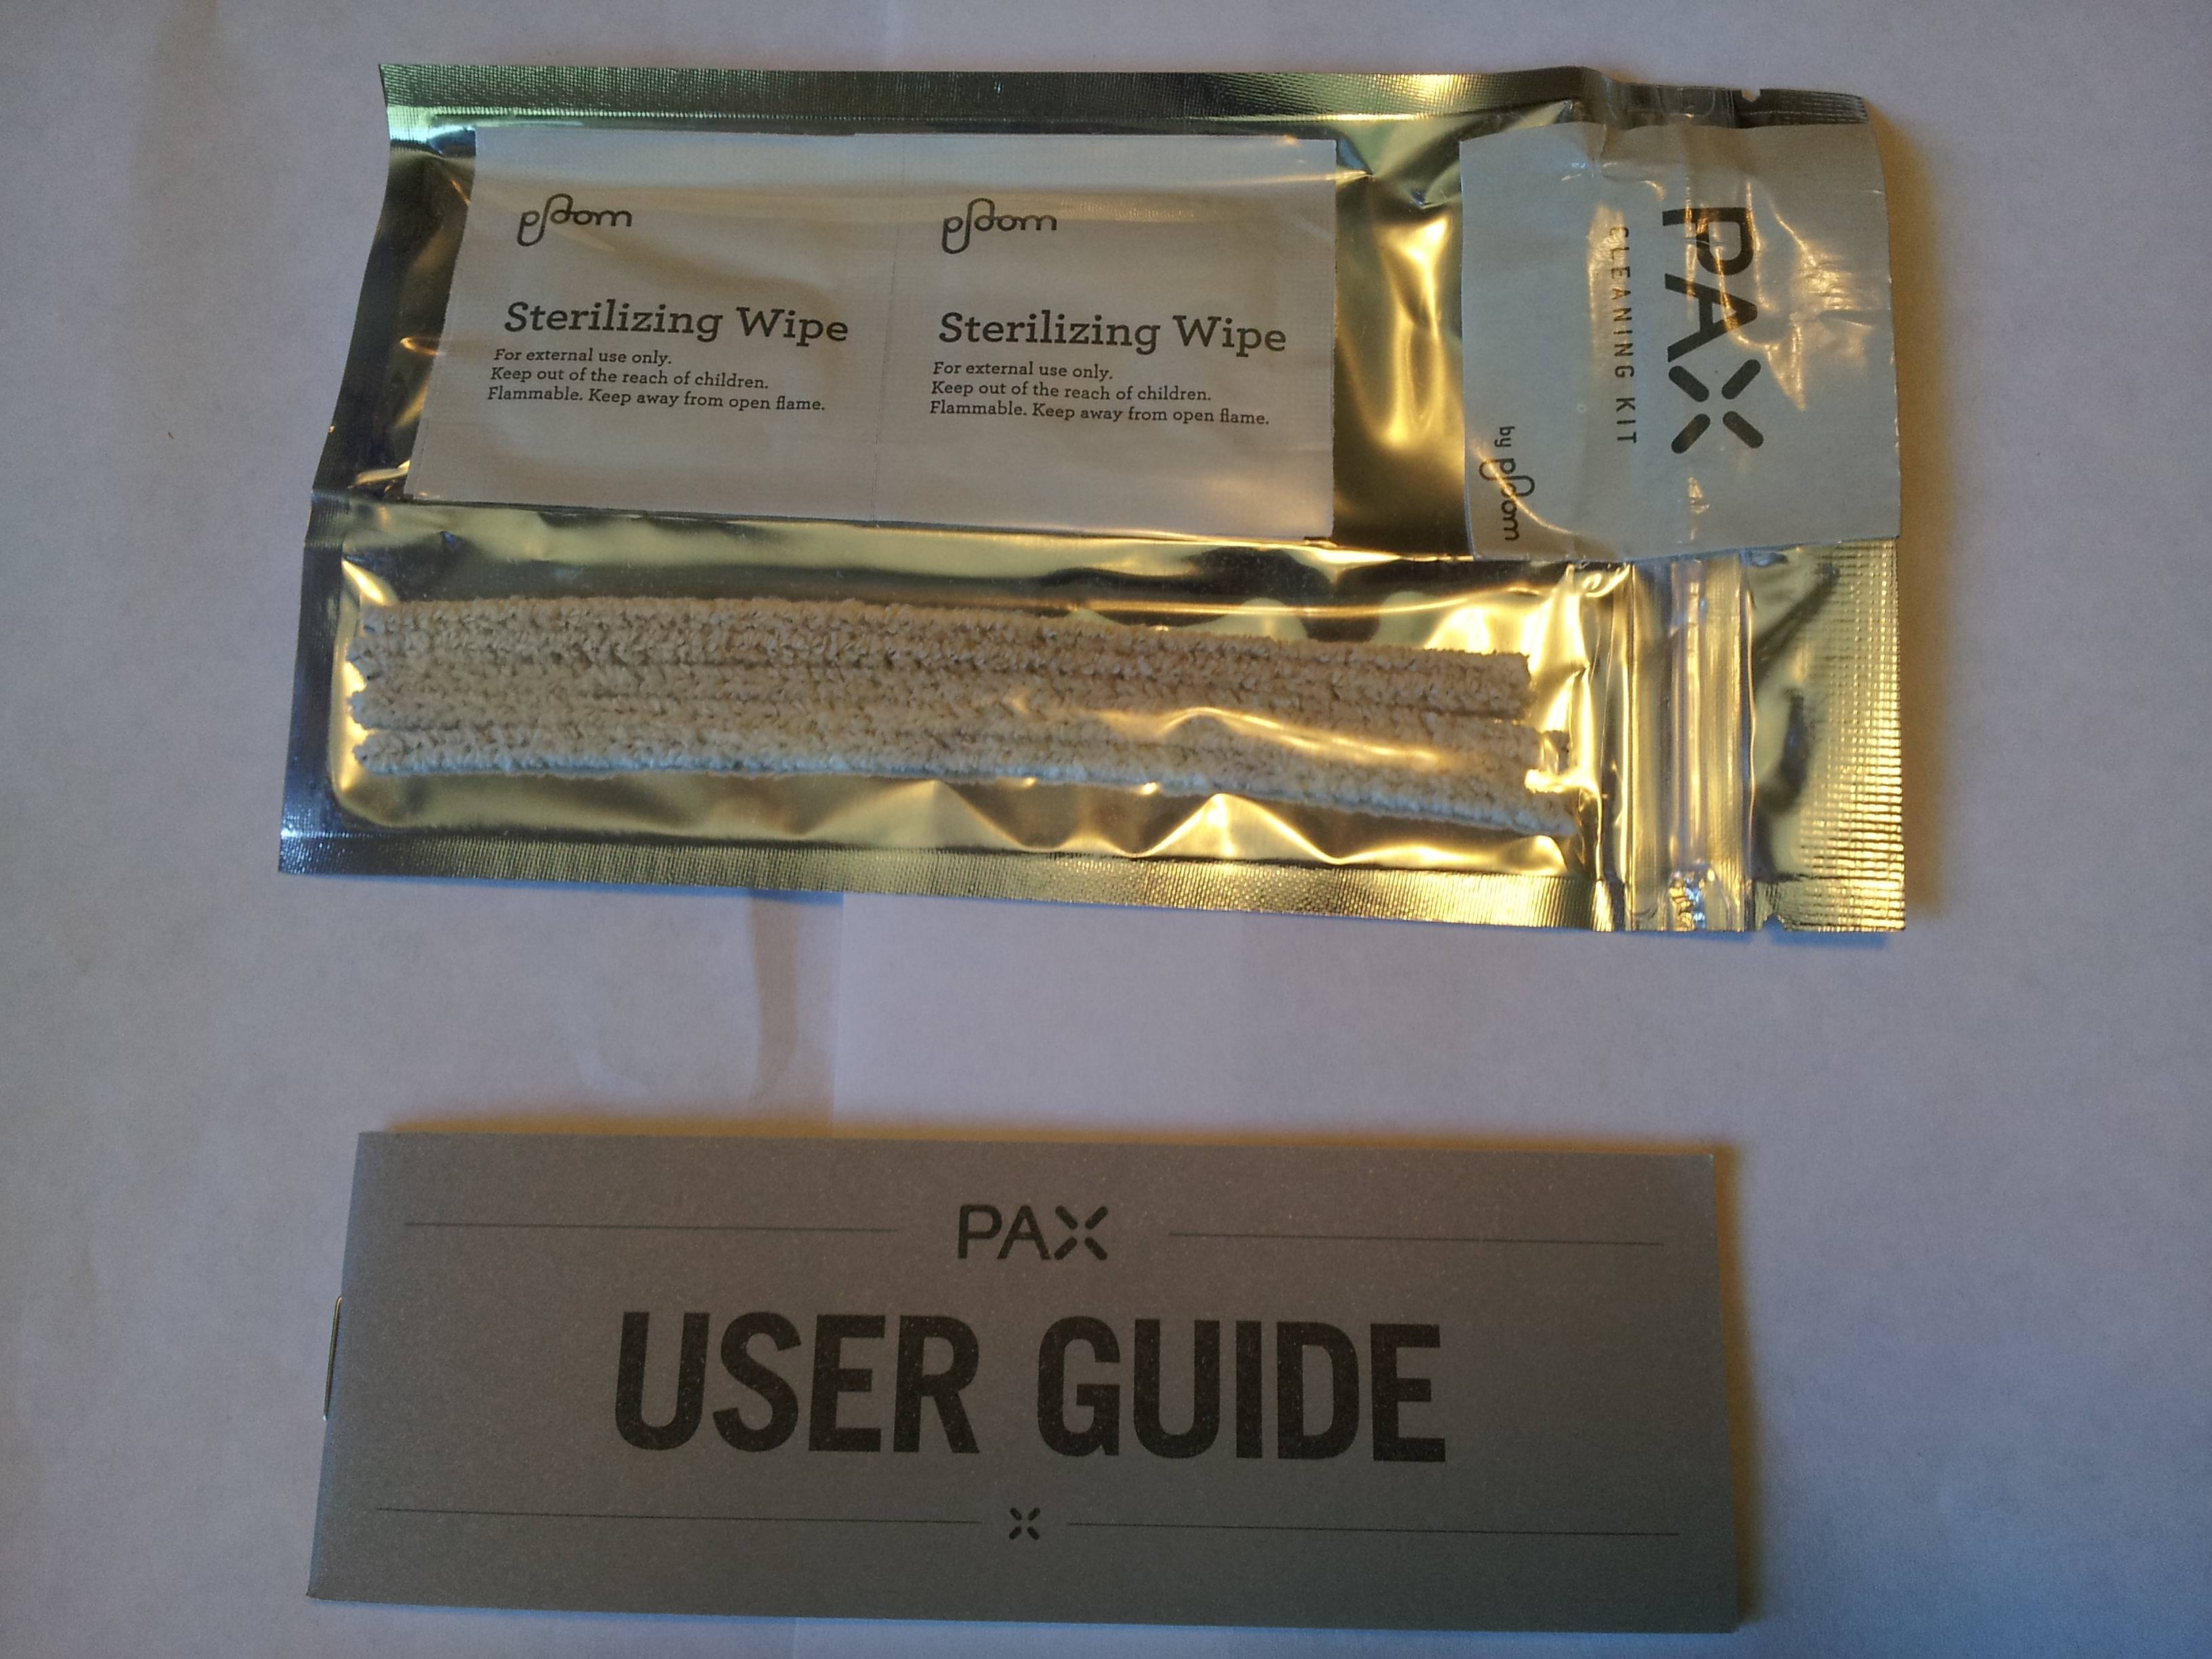 ploom
Sterilizing Wipe
For external use only.
Keep out of the reach of children.
Flammable. Keep away from open flame.
ploom
Sterilizing Wipe
For external use only.
Keep out of the reach of children.
Flammable. Keep away from open flame.
PAX
CLEANING KIT
by ploom
PAX
USER GUIDE